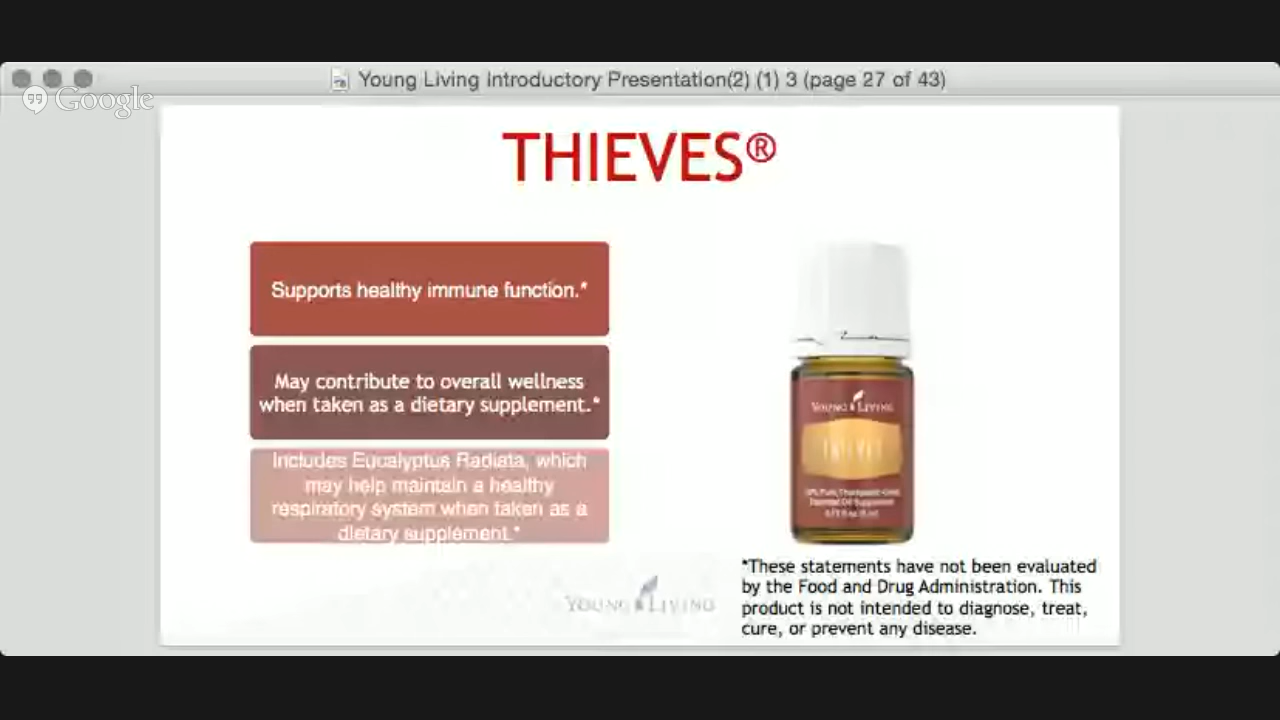 Young Living Introductory Presentation(2) (1) 3 (page 27 of 43)
Google
THIEVES®
Supports healthy immune function.*
May contribute to overall wellness
when taken as a dietary supplement.*
Includes Eucalyptus Radiata, which
may help maintain a healthy
respiratory system when taken as a
dietary supplement.*
YOUNG LIVING
THIEVES
Essential Oil Supplement
YOUNG LIVING
*These statements have not been evaluated
by the Food and Drug Administration. This
product is not intended to diagnose, treat,
cure, or prevent any disease.